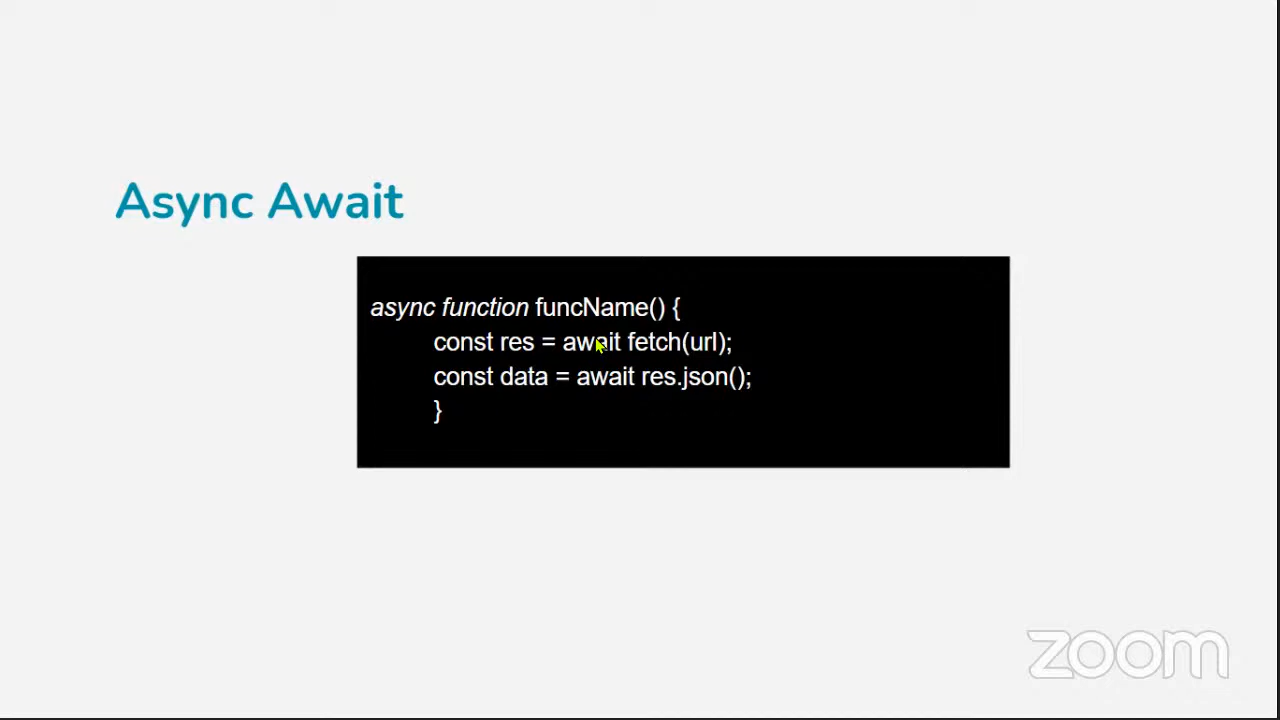 Async Await
async function funcName() {
const res = await fetch(url);
const data = await res.json();
}
zoom